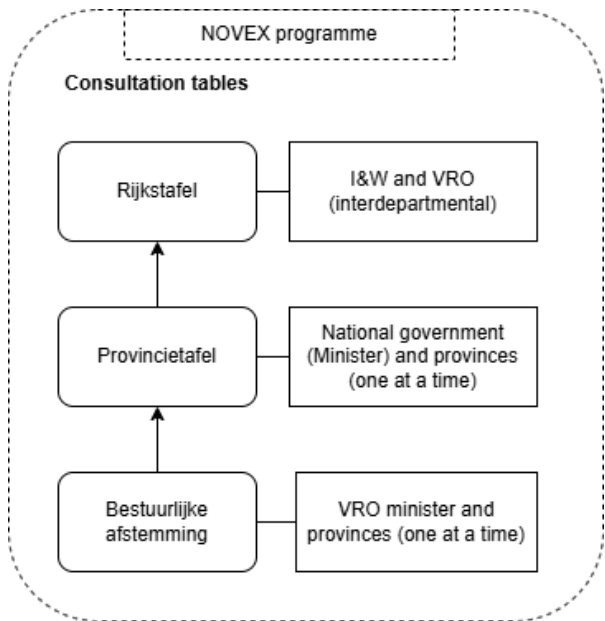 NOVEX programme
Consultation tables
Rijkstafel
I&W and VRO
(interdepartmental)
Provincietafel
National government
(Minister) and provinces
(one at a time)
Bestuurlijke
afstemming
VRO minister and
provinces (one at a time)